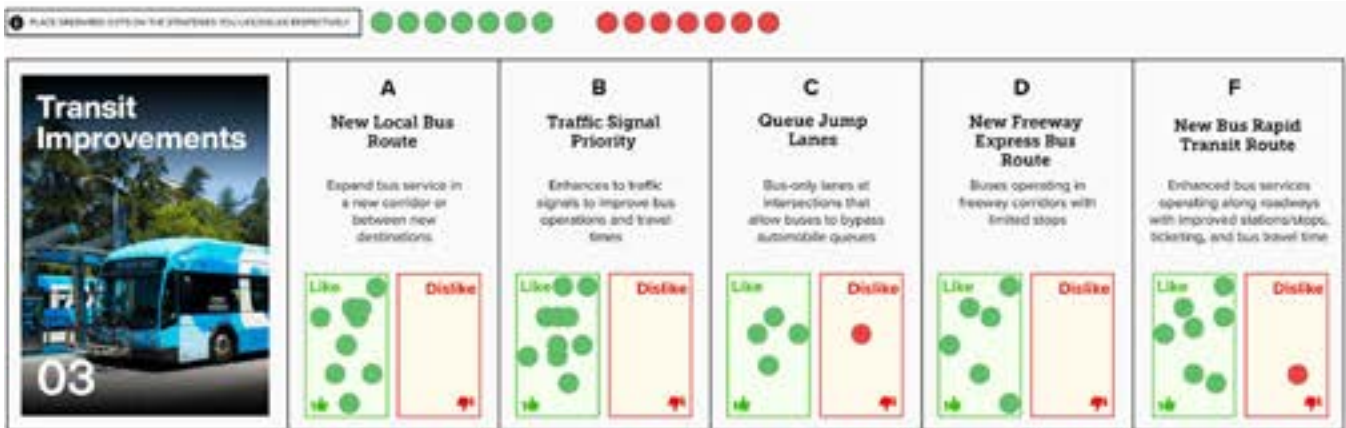 PLACE GREEN/RED DOTS ON THE STRATEGIES YOU LIKE/DISLIKE RESPECTIVELY
Transit
Improvements
03
A
New Local Bus
Route
Expand bus service in
a new corridor or
between new
destinations
Like
Dislike
B
Traffic Signal
Priority
Enhances to traffic
signals to improve bus
operations and travel
times
Like
Dislike
C
Queue Jump
Lanes
Bus-only lanes at
intersections that
allow buses to bypass
automobile queues
Like
Dislike
D
New Freeway
Express Bus
Route
Buses operating in
freeway corridors with
limited stops
Like
Dislike
F
New Bus Rapid
Transit Route
Enhanced bus services
operating along roadways
with improved stations/stops,
ticketing, and bus travel time
Like
Dislike